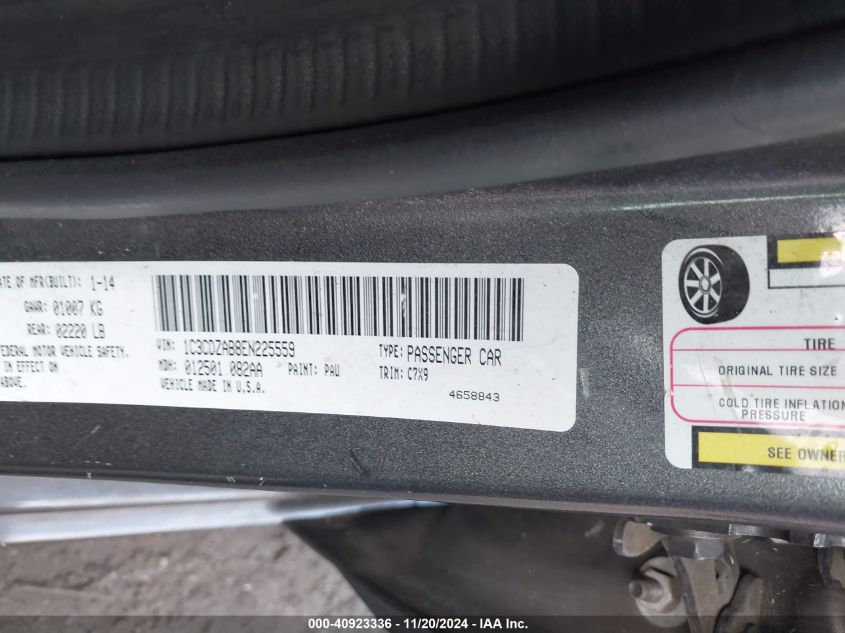 ATE OF MFR(BUILT): 1-14
GAWR: 01007 KG
REAR: 02220 LB
FEDERAL MOTOR VEHICLE SAFETY.
IN EFFECT ON
ABOVE.
VIN: 1C3CDZAB8EN225559
TYPE: PASSENGER CAR
MDH: 012501 082AA
PAINT: PAU
TRIM: C7X9
VEHICLE MADE IN U.S.A.
4658843
TIRE
ORIGINAL TIRE SIZE
COLD TIRE INFLATION
PRESSURE
SEE OWNER
000-40923336 - 11/20/2024 - IAA Inc.